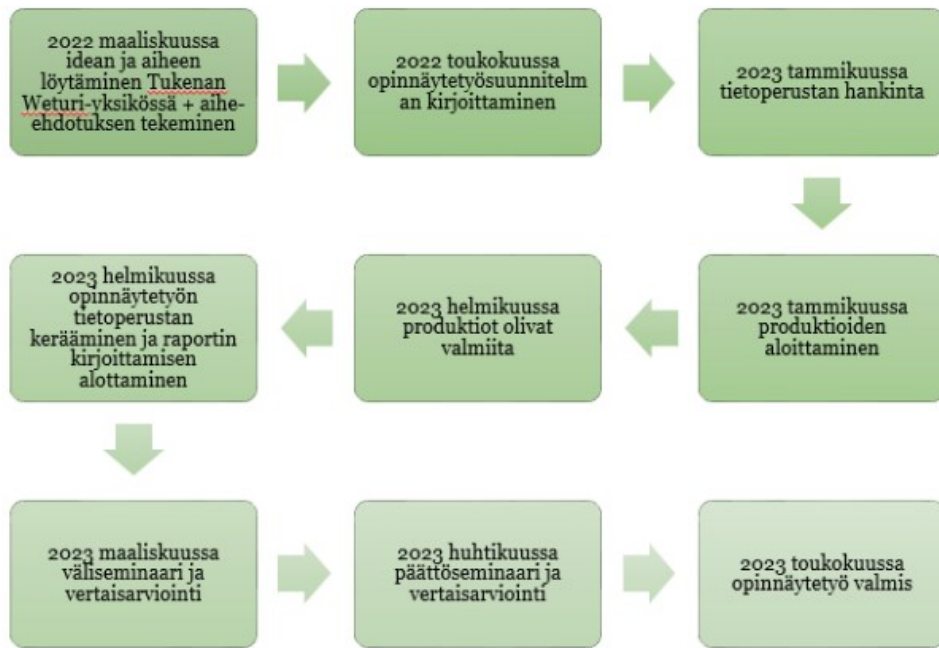 2022 maaliskuussa
idean ja aiheen
löytäminen Tukenan
Weturi-yksikössä + aihe-
ehdotuksen tekeminen
2022 toukokuussa
opinnäytetyösuunnitelm
an kirjoittaminen
2023 tammikuussa
tietoperustan hankinta
2023 tammikuussa
produktioiden
aloittaminen
2023 helmikuussa
produktiot olivat
valmiita
2023 helmikuussa
opinnäytetyön
tietoperustan
kerääminen ja raportin
kirjoittamisen
alottaminen
2023 maaliskuussa
väliseminaari ja
vertaisarviointi
2023 huhtikuussa
päättöseminaari ja
vertaisarviointi
2023 toukokuussa
opinnäytetyö valmis